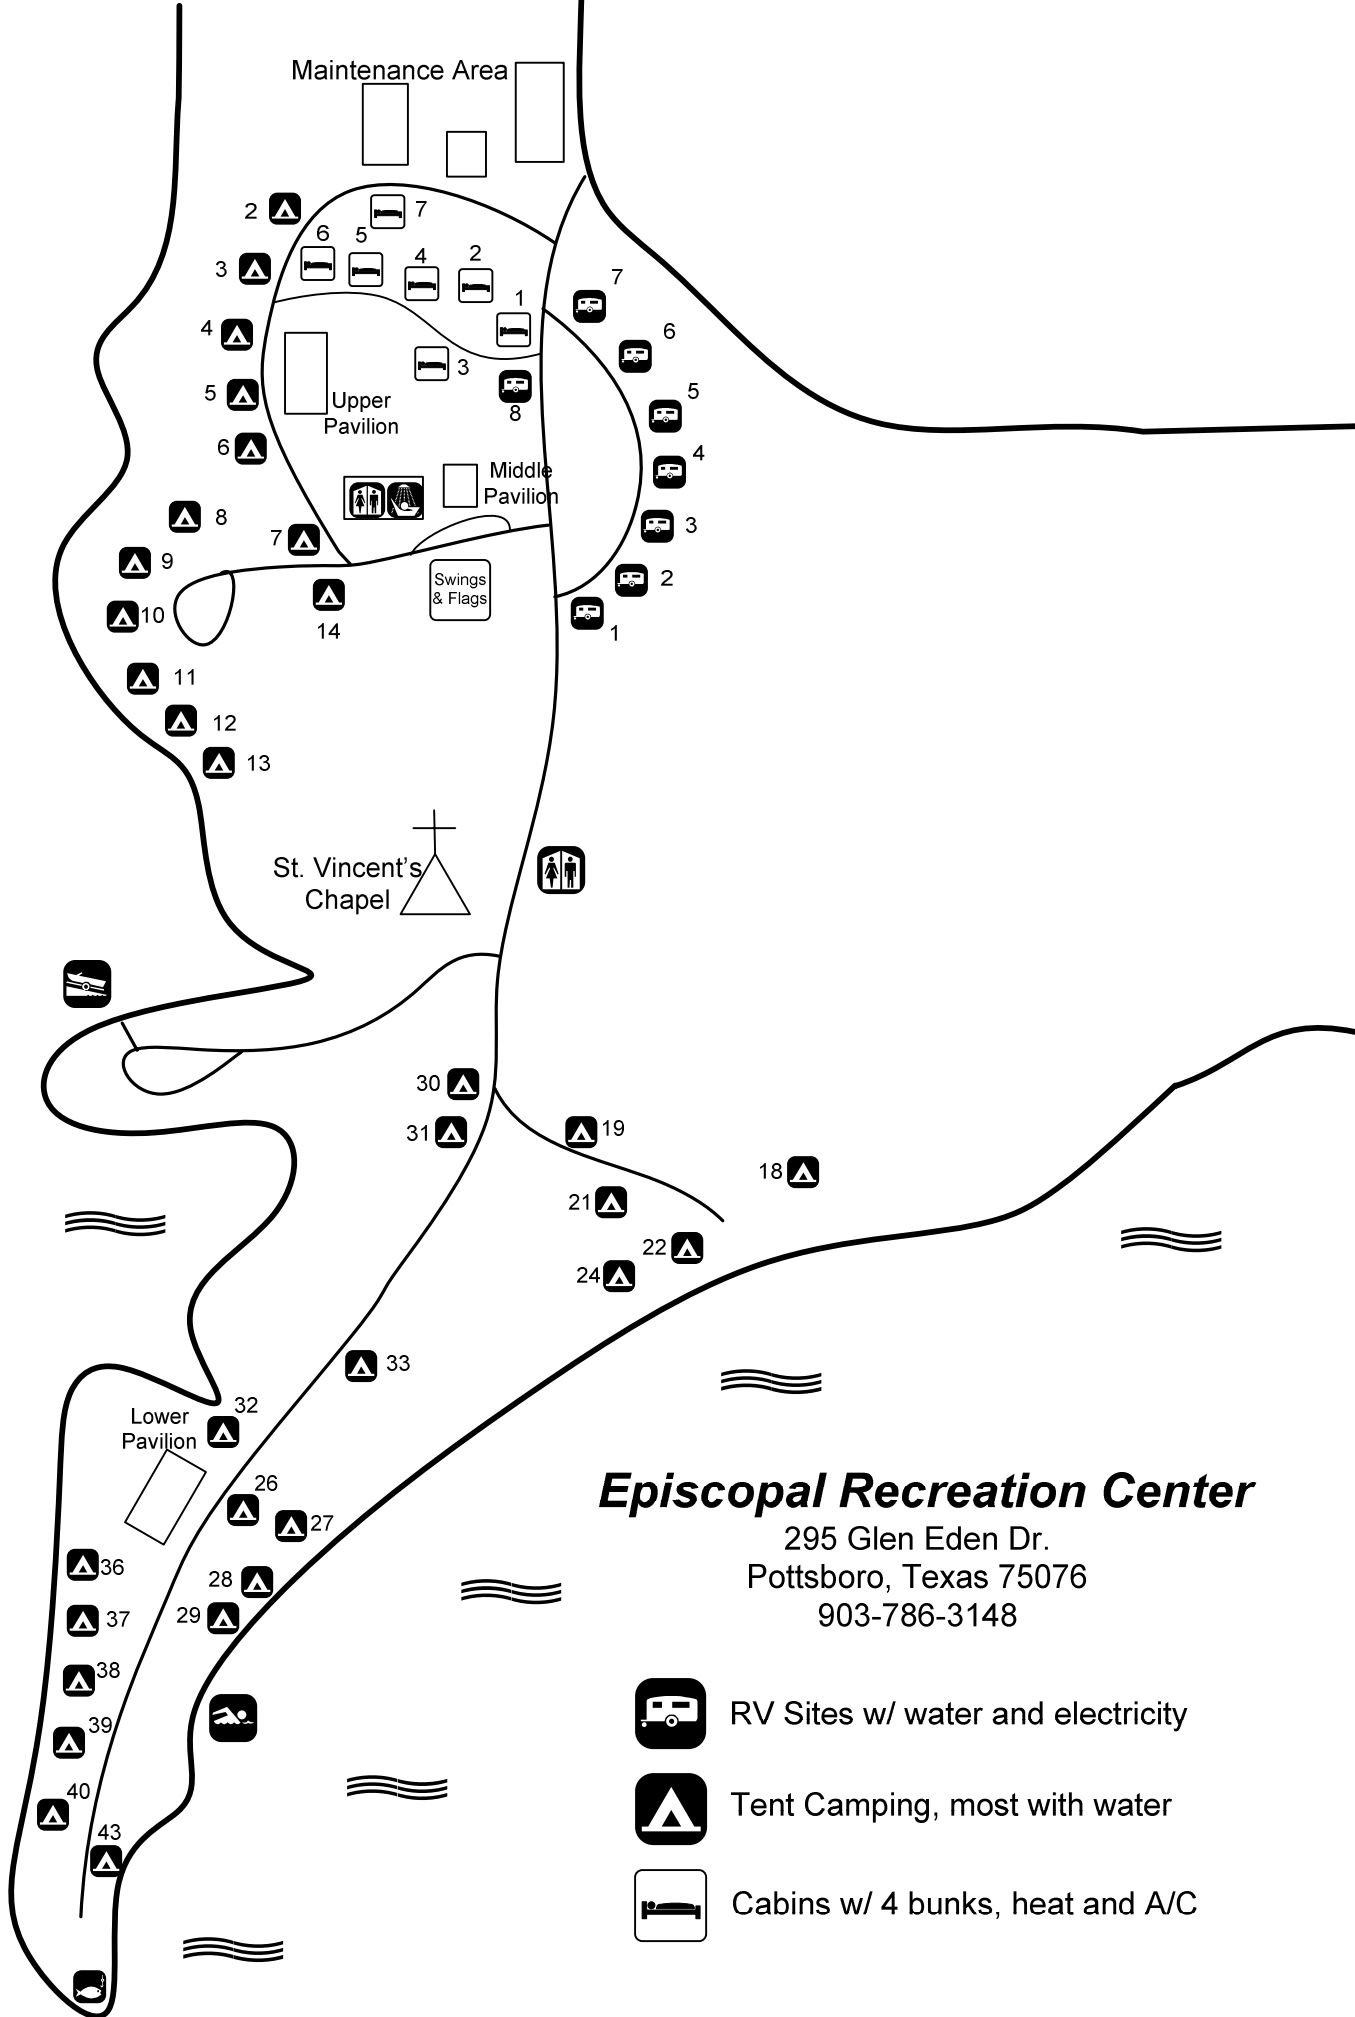 Maintenance Area
2
7
6
5
3
4
2
7
1
4
6
3
5
Upper
Pavilion
8
5
6
4
Middle
Pavilion
8
7
3
9
Swings
& Flags
2
10
14
1
11
12
13
St. Vincent's
Chapel
30
31
19
18
21
22
24
33
32
Lower
Pavilion
26
27
Episcopal Recreation Center
295 Glen Eden Dr.
Pottsboro, Texas 75076
903-786-3148
36
28
29
37
38
39
RV Sites w/ water and electricity
40
Tent Camping, most with water
43
Cabins w/ 4 bunks, heat and A/C